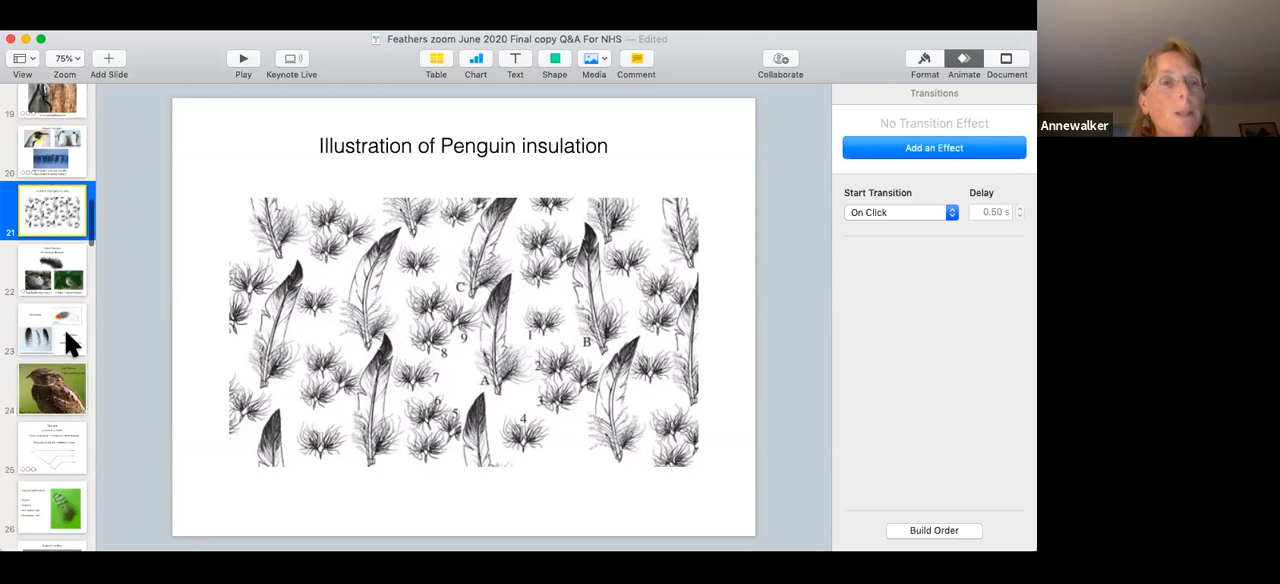 Feathers zoom June 2020 Final copy Q&A For NHS — Edited
75%
View Zoom Add Slide Play Keynote Live Table Chart Text Shape Media Comment Collaborate Format Animate Document
Transitions
No Transition Effect
Add an Effect
Start Transition Delay
On Click 0.50 s
Build Order
Annewalker
19
20
21
22
23
24
25
26
Illustration of Penguin insulation
C
1
B
9
8
2
7
A
3
6
5
4